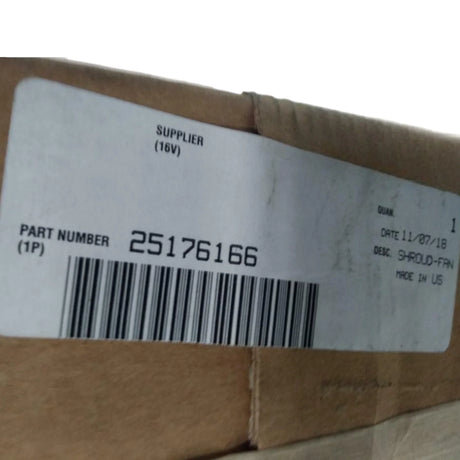 SUPPLIER
(16V)
QUAN. 1
DATE 11/07/18
DESC. SHROUD-FAN
MADE IN US
PART NUMBER 25176166
(1P)